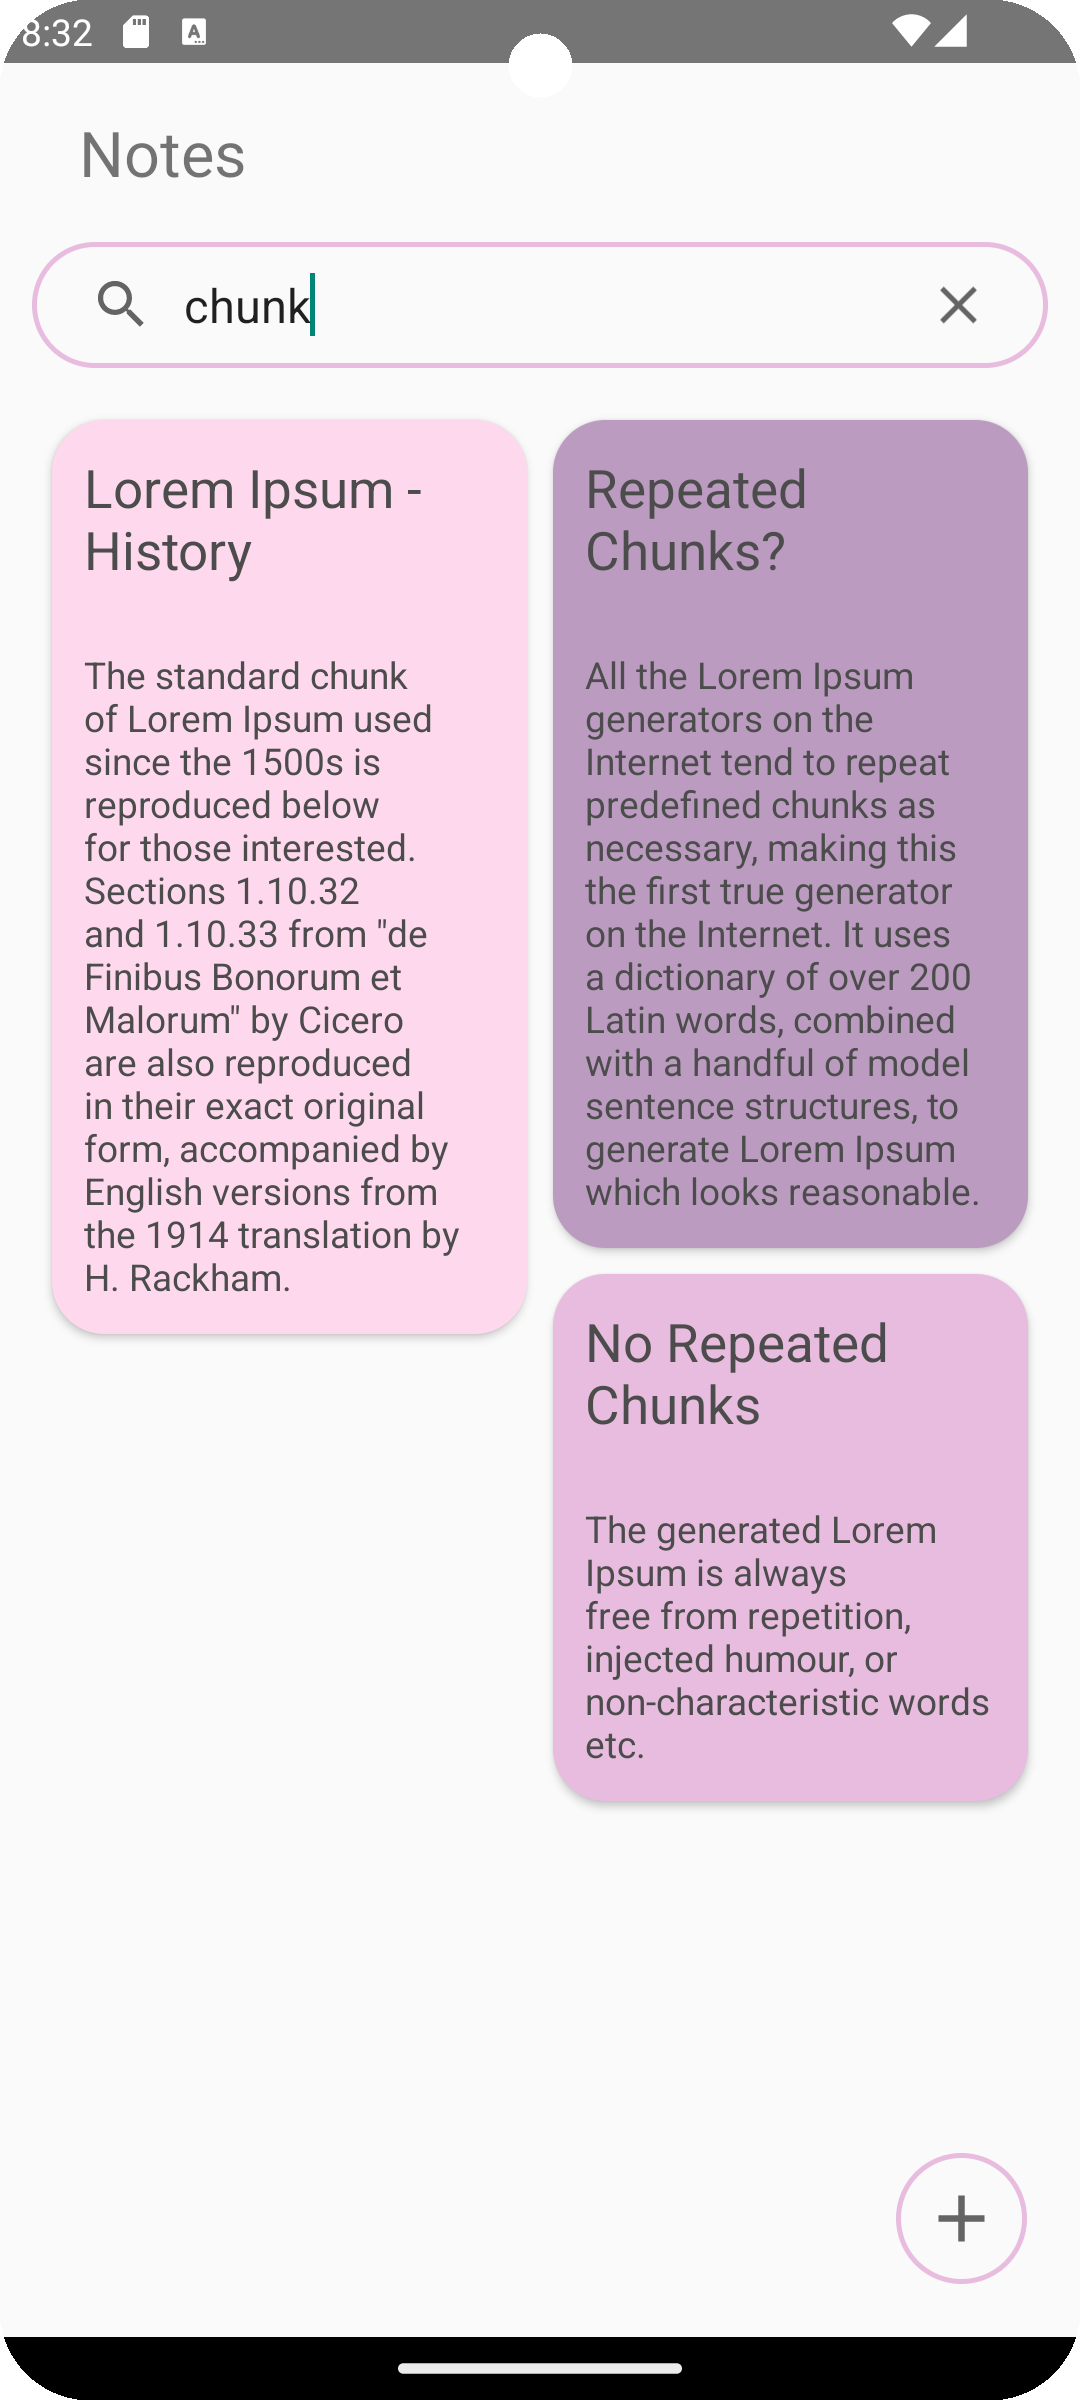 8:32
Notes
chunk
Lorem Ipsum -
History
The standard chunk
of Lorem Ipsum used
since the 1500s is
reproduced below
for those interested.
Sections 1.10.32
and 1.10.33 from "de
Finibus Bonorum et
Malorum" by Cicero
are also reproduced
in their exact original
form, accompanied by
English versions from
the 1914 translation by
H. Rackham.
Repeated
Chunks?
All the Lorem Ipsum
generators on the
Internet tend to repeat
predefined chunks as
necessary, making this
the first true generator
on the Internet. It uses
a dictionary of over 200
Latin words, combined
with a handful of model
sentence structures, to
generate Lorem Ipsum
which looks reasonable.
No Repeated
Chunks
The generated Lorem
Ipsum is always
free from repetition,
injected humour, or
non-characteristic words
etc.